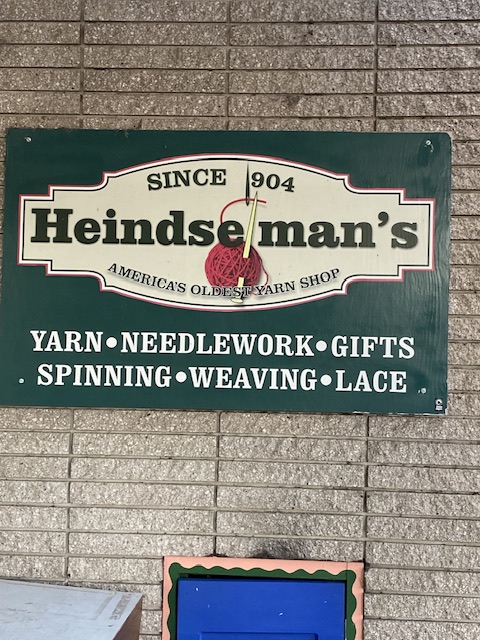 SINCE 1904
Heindselman's
AMERICA'S OLDEST YARN SHOP
YARN•NEEDLEWORK•GIFTS
SPINNING•WEAVING•LACE